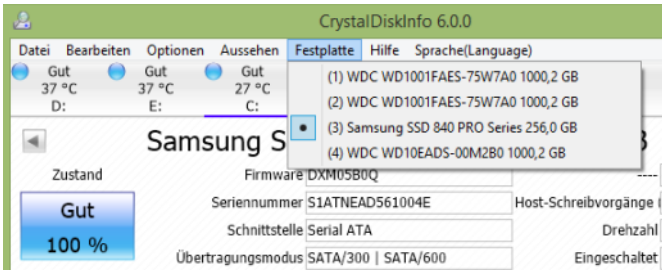 CrystalDiskInfo 6.0.0
Datei Bearbeiten Optionen Aussehen Festplatte Hilfe Sprache(Language)
Gut Gut Gut
37 °C 37 °C 27 °C
D: E: C:
(1) WDC WD1001FAES-75W7A0 1000,2 GB
(2) WDC WD1001FAES-75W7A0 1000,2 GB
(3) Samsung SSD 840 PRO Series 256,0 GB
(4) WDC WD10EADS-00M2B0 1000,2 GB
Samsung S
Zustand Firmware DXM05B0Q ----
Gut Seriennummer S1ATNEAD561004E Host-Schreibvorgänge
Schnittstelle Serial ATA Drehzahl
100 % Übertragungsmodus SATA/300 | SATA/600 Eingeschaltet